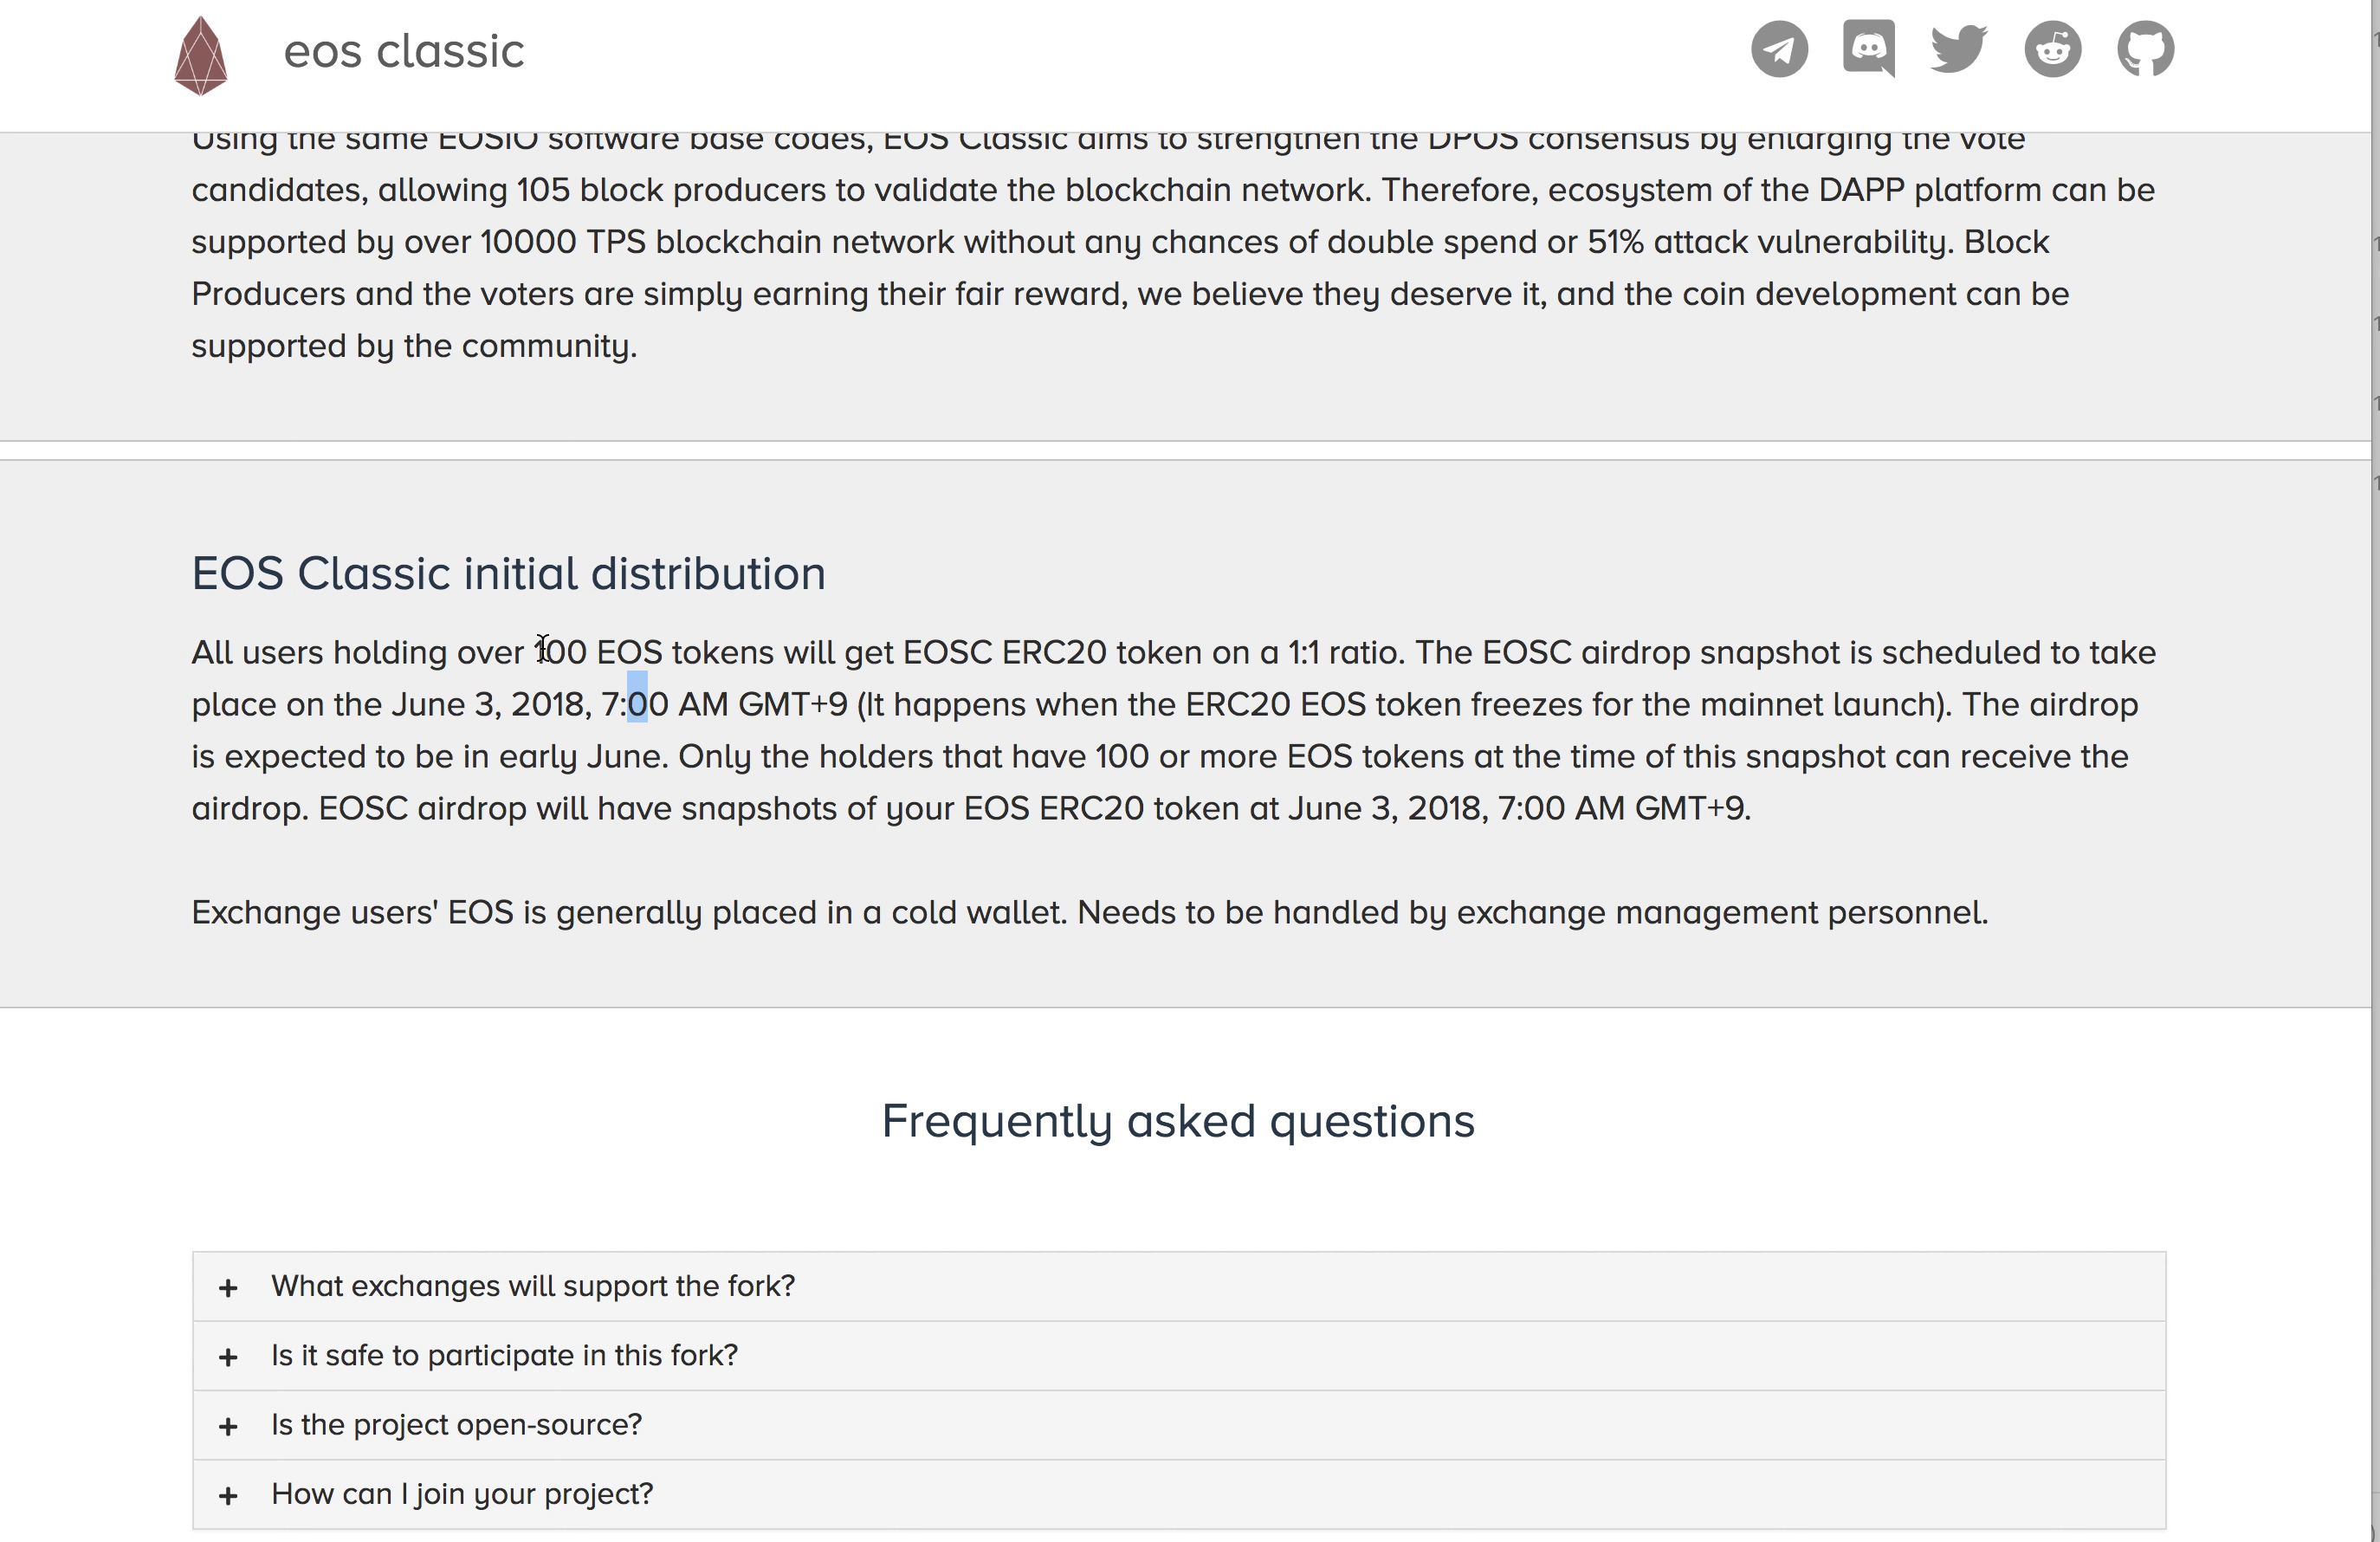 eos classic
Using the same EOSIO software base codes, EOS Classic aims to strengthen the DPOS consensus by enlarging the vote
candidates, allowing 105 block producers to validate the blockchain network. Therefore, ecosystem of the DAPP platform can be
supported by over 10000 TPS blockchain network without any chances of double spend or 51% attack vulnerability. Block
Producers and the voters are simply earning their fair reward, we believe they deserve it, and the coin development can be
supported by the community.
EOS Classic initial distribution
All users holding over 100 EOS tokens will get EOSC ERC20 token on a 1:1 ratio. The EOSC airdrop snapshot is scheduled to take
place on the June 3, 2018, 7:00 AM GMT+9 (It happens when the ERC20 EOS token freezes for the mainnet launch). The airdrop
is expected to be in early June. Only the holders that have 100 or more EOS tokens at the time of this snapshot can receive the
airdrop. EOSC airdrop will have snapshots of your EOS ERC20 token at June 3, 2018, 7:00 AM GMT+9.
Exchange users' EOS is generally placed in a cold wallet. Needs to be handled by exchange management personnel.
Frequently asked questions
+ What exchanges will support the fork?
+ Is it safe to participate in this fork?
+ Is the project open-source?
+ How can I join your project?